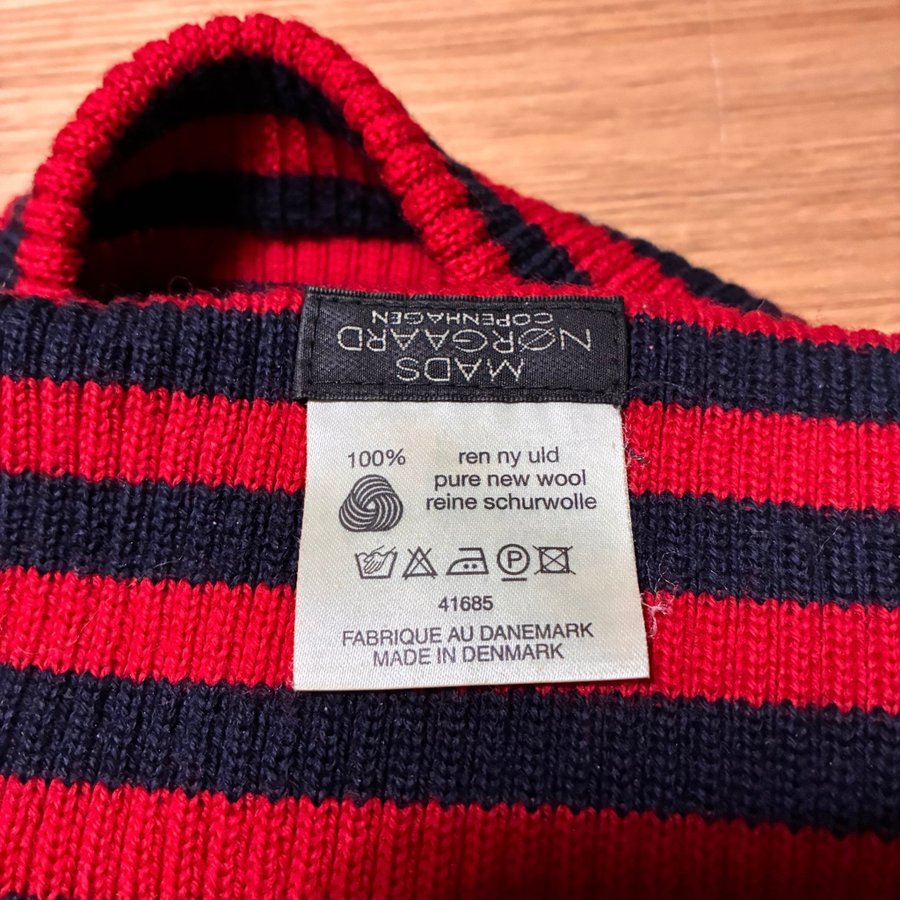 MADS
NØRGAARD
COPENHAGEN
100%
ren ny uld
pure new wool
reine schurwolle
P
41685
FABRIQUE AU DANEMARK
MADE IN DENMARK